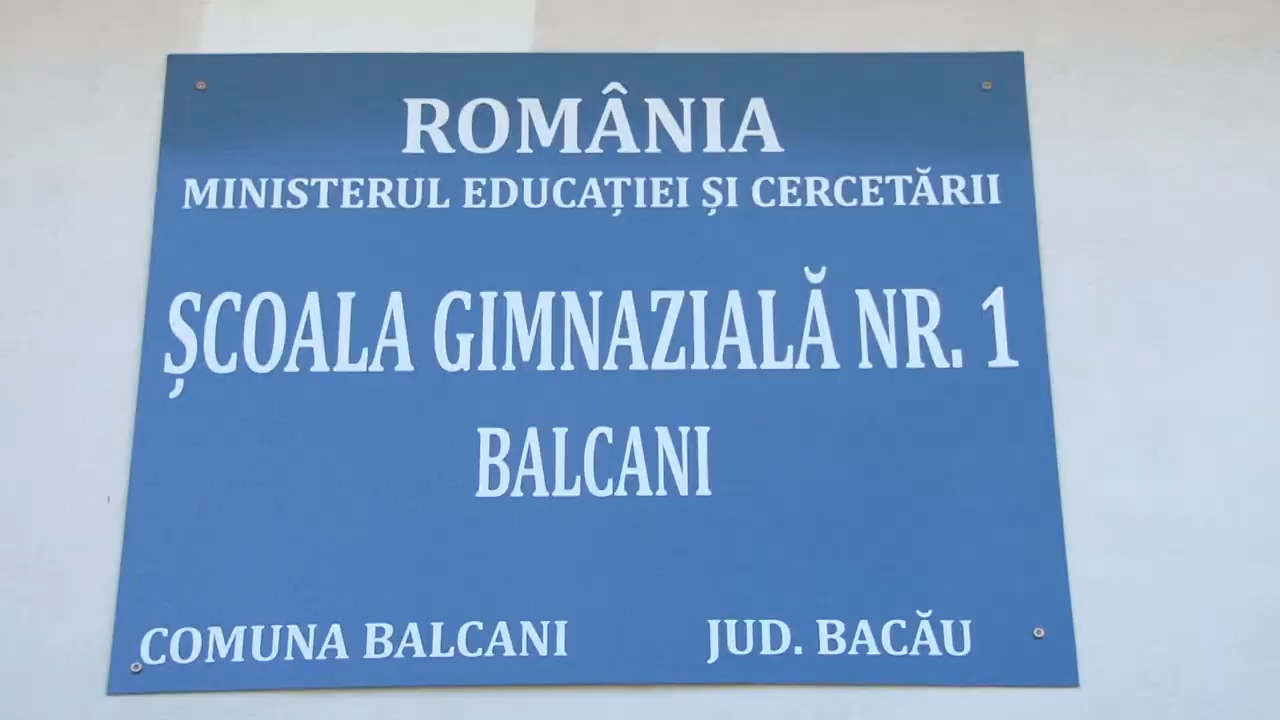 ROMÂNIA
MINISTERUL EDUCAȚIEI ȘI CERCETĂRII
ȘCOALA GIMNAZIALĂ NR. 1
BALCANI
COMUNA BALCANI JUD. BACĂU